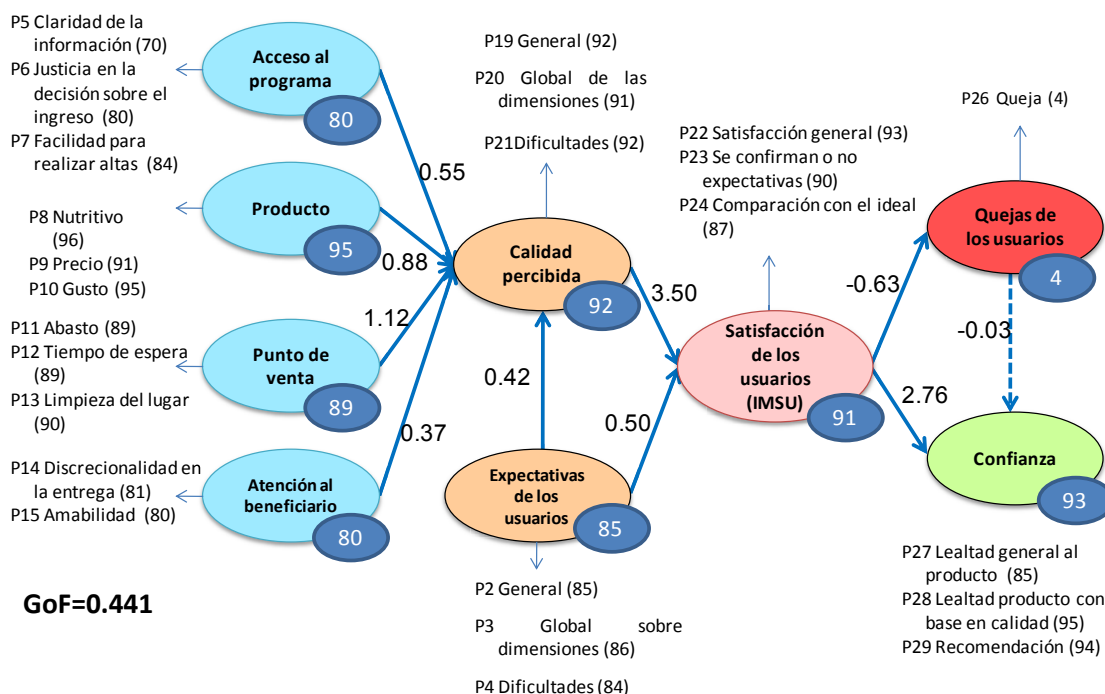 P5 Claridad de la
información (70)
P6 Justicia en la
decisión sobre el
ingreso (80)
P7 Facilidad para
realizar altas (84)
Acceso al
programa
80
0.55
P8 Nutritivo
(96)
P9 Precio (91)
P10 Gusto (95)
Producto
95
0.88
P11 Abasto (89)
P12 Tiempo de espera
(89)
P13 Limpieza del lugar
(90)
Punto de
venta
89
1.12
P14 Discrecionalidad en
la entrega (81)
P15 Amabilidad (80)
Atención al
beneficiario
80
0.37
GoF=0.441
P19 General (92)
P20 Global de las
dimensiones (91)
P21Dificultades (92)
Calidad
percibida
92
3.50
0.42
Expectativas
de los
usuarios
85
0.50
P2 General (85)
P3 Global sobre
dimensiones (86)
P4 Dificultades (84)
P22 Satisfacción general (93)
P23 Se confirman o no
expectativas (90)
P24 Comparación con el ideal
(87)
Satisfacción
de los
usuarios
(IMSU)
91
-0.63
2.76
P26 Queja (4)
Quejas de
los usuarios
4
-0.03
Confianza
93
P27 Lealtad general al
producto (85)
P28 Lealtad producto con
base en calidad (95)
P29 Recomendación (94)